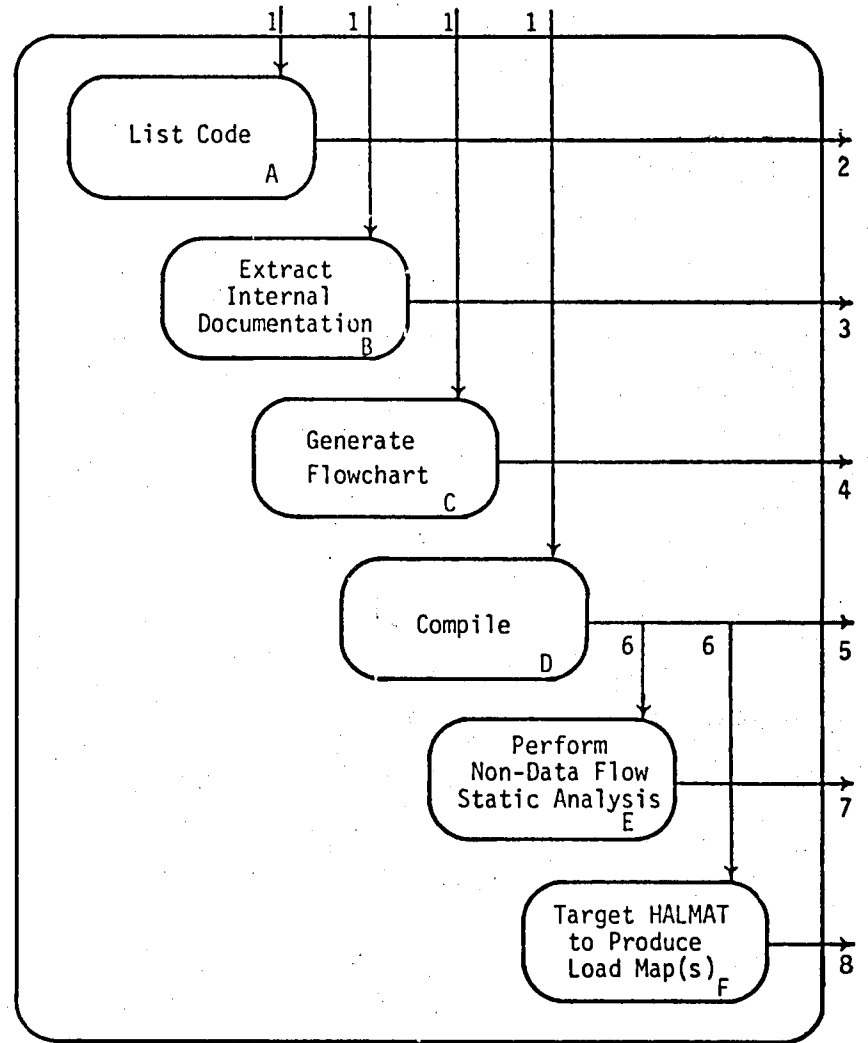 1 1 1 1
List Code
A
2
Extract
Internal
Documentation
B
3
Generate
Flowchart
C
4
Compile
D
5
6 6
Perform
Non-Data Flow
Static Analysis
E
7
Target HALMAT
to Produce
Load Map(s)
F
8